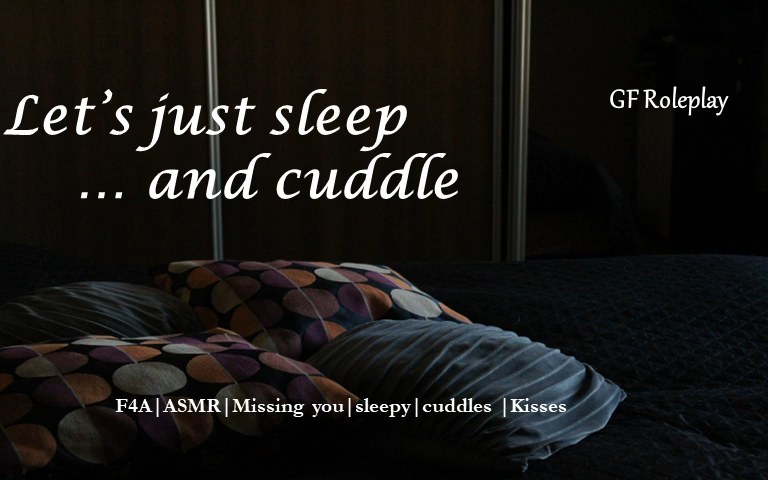 Let's just sleep
GF Roleplay
... and cuddle
F4A|ASMR|Missing you|sleepy|cuddles |Kisses